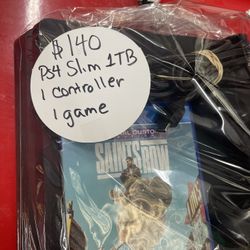 $140
PS4 Slim 1TB
1 controller
1 game
SAINTS ROW